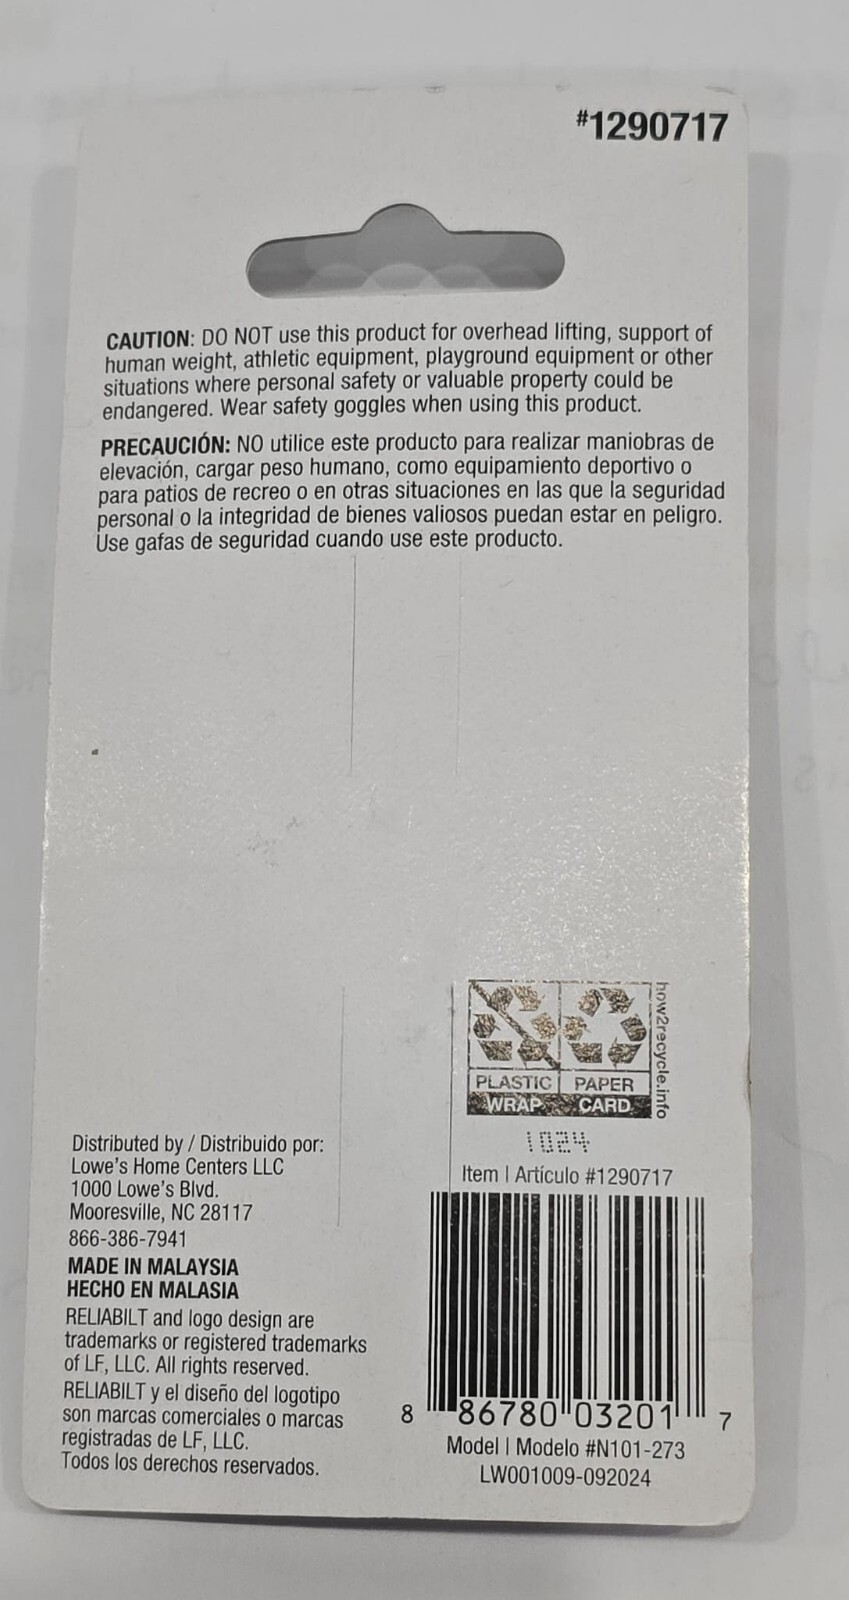 #1290717
CAUTION: DO NOT use this product for overhead lifting, support of
human weight, athletic equipment, playground equipment or other
situations where personal safety or valuable property could be
endangered. Wear safety goggles when using this product.
PRECAUCIÓN: NO utilice este producto para realizar maniobras de
elevación, cargar peso humano, como equipamiento deportivo o
para patios de recreo o en otras situaciones en las que la seguridad
personal o la integridad de bienes valiosos puedan estar en peligro.
Use gafas de seguridad cuando use este producto.
how2recycle.info
PLASTIC PAPER
WRAP CARD
1024
Distributed by / Distribuido por:
Lowe's Home Centers LLC
1000 Lowe's Blvd.
Mooresville, NC 28117
866-386-7941
MADE IN MALAYSIA
HECHO EN MALASIA
RELIABILT and logo design are
trademarks or registered trademarks
of LF, LLC. All rights reserved.
RELIABILT y el diseño del logotipo
son marcas comerciales o marcas
registradas de LF, LLC.
Todos los derechos reservados.
Item | Artículo #1290717
8 86780 03201 7
Model | Modelo #N101-273
LW001009-092024